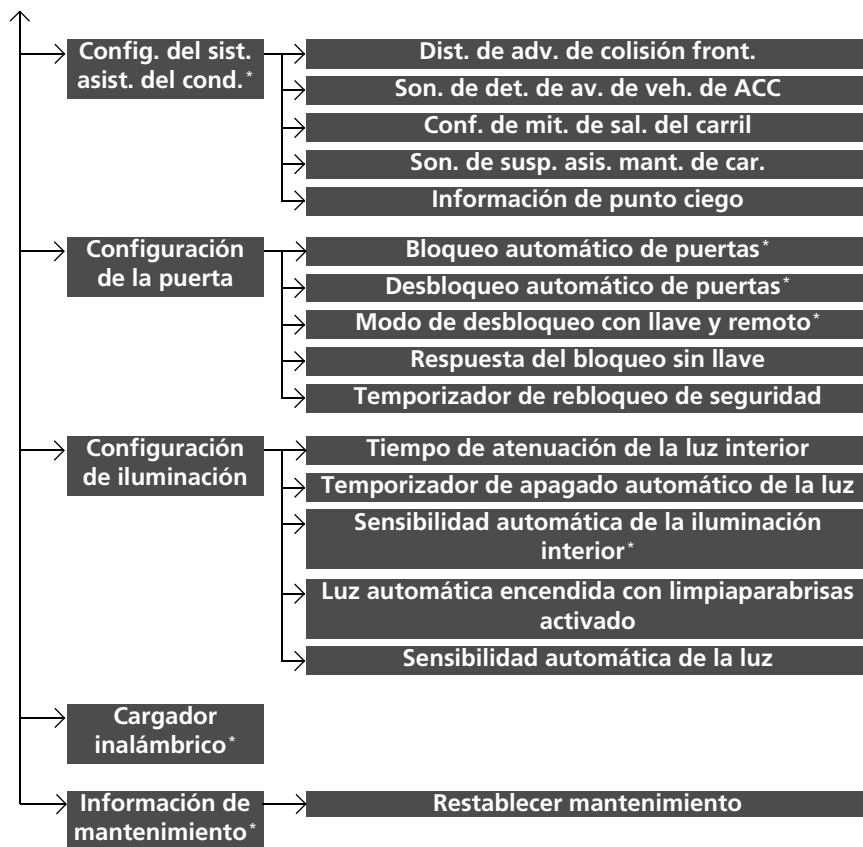 Config. del sist.
asist. del cond.*
Dist. de adv. de colisión front.
Son. de det. de av. de veh. de ACC
Conf. de mit. de sal. del carril
Son. de susp. asis. mant. de car.
Información de punto ciego
Configuración
de la puerta
Bloqueo automático de puertas*
Desbloqueo automático de puertas*
Modo de desbloqueo con llave y remoto*
Respuesta del bloqueo sin llave
Temporizador de rebloqueo de seguridad
Configuración
de iluminación
Tiempo de atenuación de la luz interior
Temporizador de apagado automático de la luz
Sensibilidad automática de la iluminación
interior*
Luz automática encendida con limpiaparabrisas
activado
Sensibilidad automática de la luz
Cargador
inalámbrico*
Información de
mantenimiento*
Restablecer mantenimiento